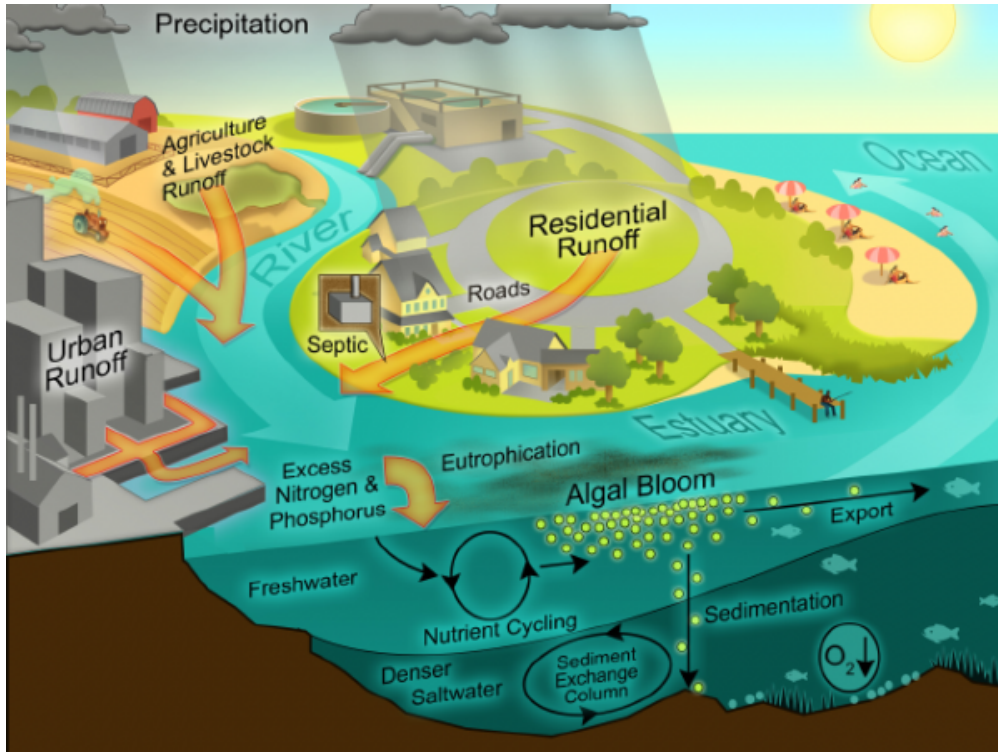 Precipitation
Agriculture
& Livestock
Runoff
Ocean
River
Residential
Runoff
Roads
Septic
Urban
Runoff
Estuary
Eutrophication
Excess
Nitrogen &
Phosphorus
Algal Bloom
Export
Freshwater
Nutrient Cycling
Sedimentation
Denser
Saltwater
Sediment
Exchange
Column
O2